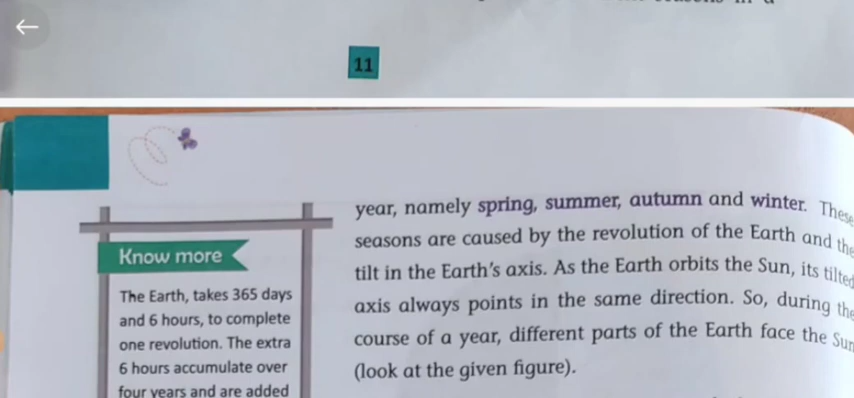 11
year, namely spring, summer, autumn and winter. These
seasons are caused by the revolution of the Earth and the
tilt in the Earth's axis. As the Earth orbits the Sun, its tilted
axis always points in the same direction. So, during the
course of a year, different parts of the Earth face the Sun
(look at the given figure).
Know more
The Earth, takes 365 days
and 6 hours, to complete
one revolution. The extra
6 hours accumulate over
four years and are added